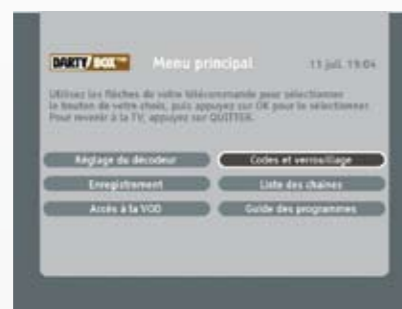 DARTY BOX Menu principal 13 juil. 19:04
Utilisez les flèches de votre télécommande pour sélectionner
le bouton de votre choix, puis appuyez sur OK pour le sélectionner.
Pour revenir à la TV, appuyez sur QUITTER.
Réglage du décodeur Codes et verrouillage
Enregistrement Liste des chaînes
Accès à la VOD Guide des programmes